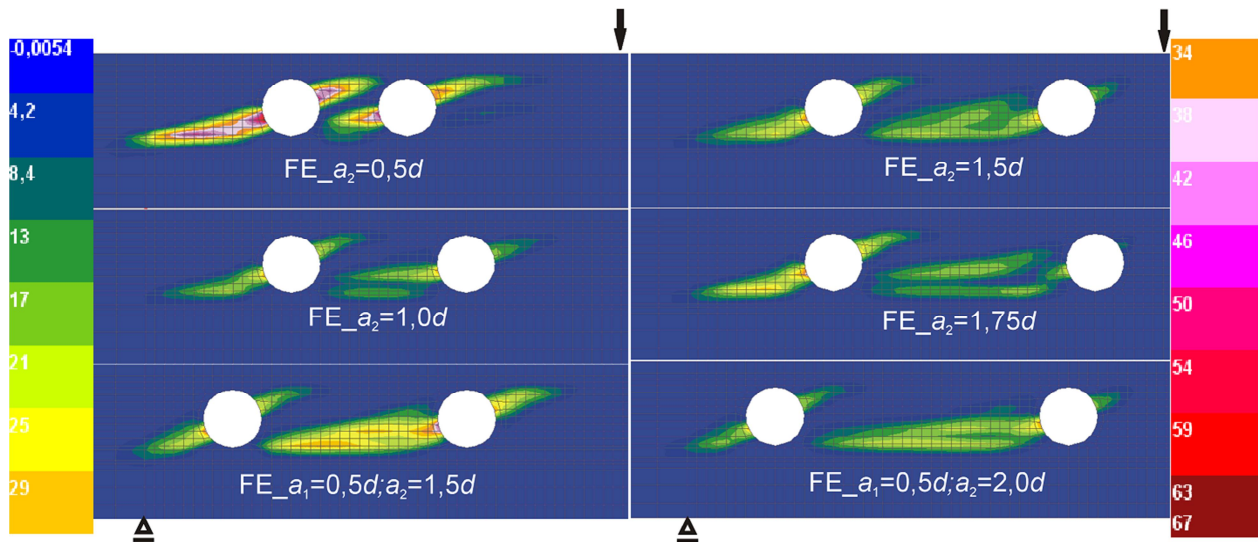 -0,0054
4,2
8,4
13
17
21
25
29
FE_a₂=0,5d
FE_a₂=1,0d
FE_a₁=0,5d;a₂=1,5d
FE_a₂=1,5d
FE_a₂=1,75d
FE_a₁=0,5d;a₂=2,0d
34
38
42
46
50
54
59
63
67